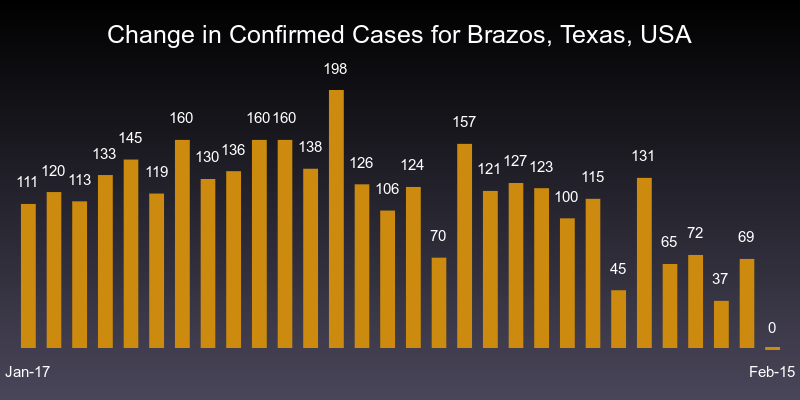 Change in Confirmed Cases for Brazos, Texas, USA
111 120 113 133 145 119 160 130 136 160 160 138 198 126 106 124 70 157 121 127 123 100 115 45 131 65 72 37 69 0
Jan-17 Feb-15